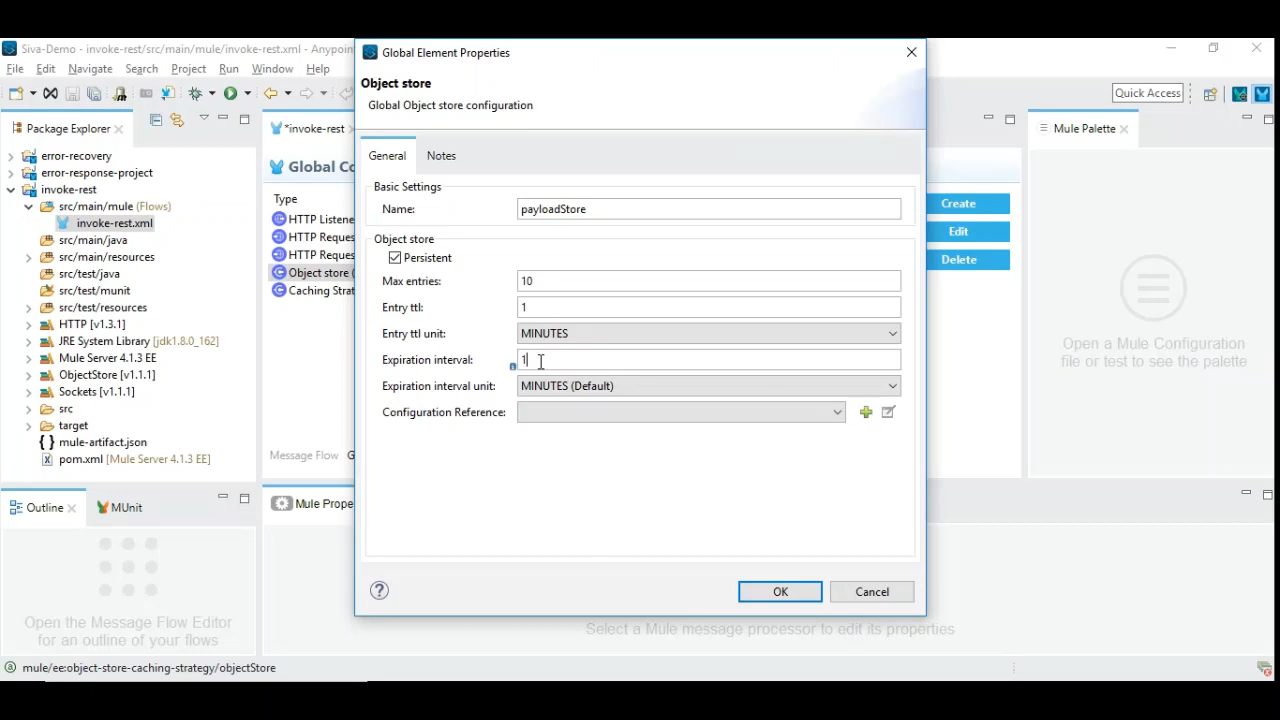 Siva-Demo - invoke-rest/src/main/mule/invoke-rest.xml - Anypoin
File Edit Navigate Search Project Run Window Help
Quick Access
Package Explorer
error-recovery
error-response-project
invoke-rest
src/main/mule (Flows)
invoke-rest.xml
src/main/java
src/main/resources
src/test/java
src/test/munit
src/test/resources
HTTP [v1.3.1]
JRE System Library [jdk1.8.0_162]
Mule Server 4.1.3 EE
ObjectStore [v1.1.1]
Sockets [v1.1.1]
src
target
mule-artifact.json
pom.xml [Mule Server 4.1.3 EE]
Outline
MUnit
Open the Message Flow Editor
for an outline of your flows
*invoke-rest
Global Co
Type
HTTP Listene
HTTP Reques
HTTP Reques
Object store (
Caching Strat
Message Flow G
Mule Prope
Select a Mule message processor to edit its properties
Global Element Properties
Object store
Global Object store configuration
General
Notes
Basic Settings
Name: payloadStore
Object store
Persistent
Max entries: 10
Entry ttl: 1
Entry ttl unit: MINUTES
Expiration interval: 1
Expiration interval unit: MINUTES (Default)
Configuration Reference:
?
OK
Cancel
Create
Edit
Delete
Mule Palette
Open a Mule Configuration
file or test to see the palette
mule/ee:object-store-caching-strategy/objectStore